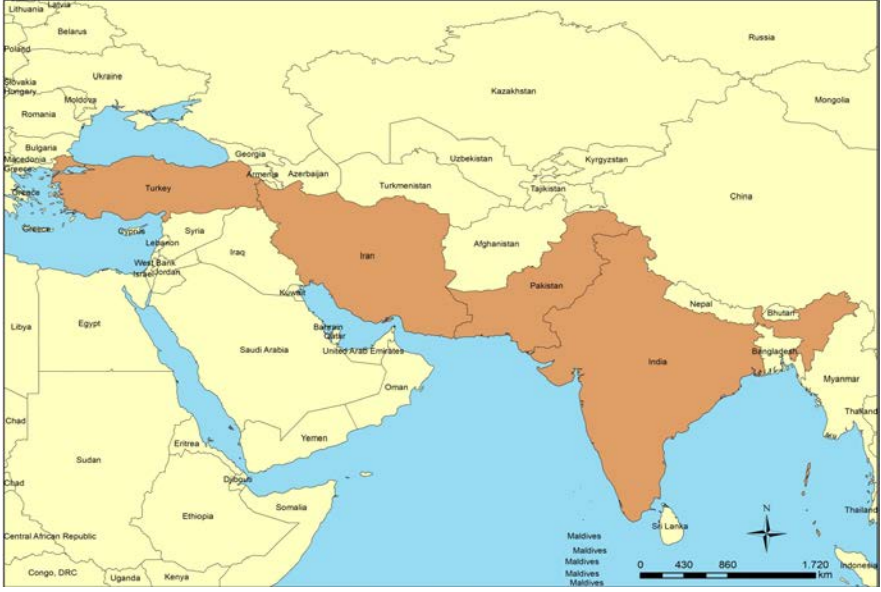 Latvia
Lithuania
Belarus
Russia
Poland
Ukraine
Slovakia
Hungary
Kazakhstan
Moldova
Mongolia
Romania
Bulgaria
Georgia
Uzbekistan
Kyrgyzstan
Macedonia
Greece
Armenia
Azerbaijan
Turkey
Turkmenistan
Tajikistan
Greece
China
Greece
Cyprus
Syria
Lebanon
Afghanistan
Iraq
Iran
West Bank
Israel
Jordan
Pakistan
Kuwait
Nepal
Bhutan
Libya
Egypt
Bahrain
Qatar
Saudi Arabia
United Arab Emirates
India
Bangladesh
Myanmar
Oman
Chad
Thailand
Yemen
Eritrea
Sudan
Djibouti
Chad
Ethiopia
Somalia
N
Thailand
Sri Lanka
Central African Republic
Maldives
Maldives
Maldives
Maldives
Maldives
Indonesia
Congo, DRC
Uganda
Kenya
0 430 860 1.720
km